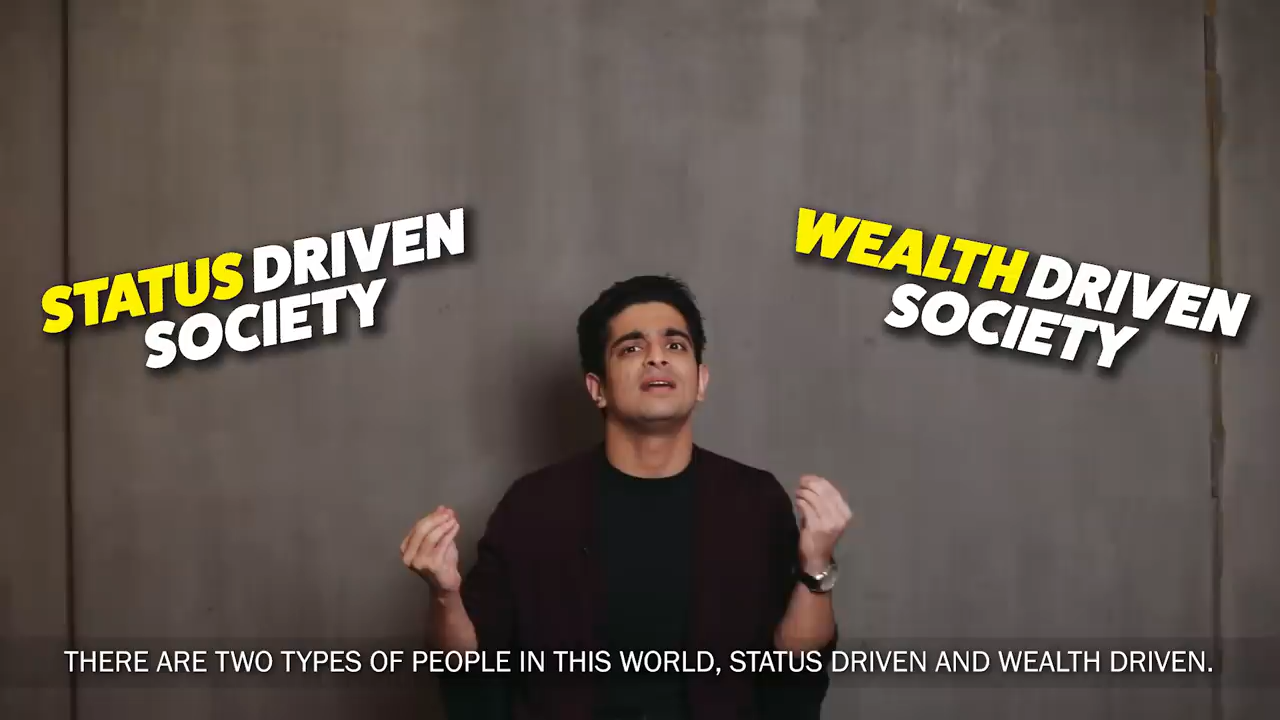 STATUS DRIVEN
SOCIETY
WEALTH DRIVEN
SOCIETY
THERE ARE TWO TYPES OF PEOPLE IN THIS WORLD, STATUS DRIVEN AND WEALTH DRIVEN.